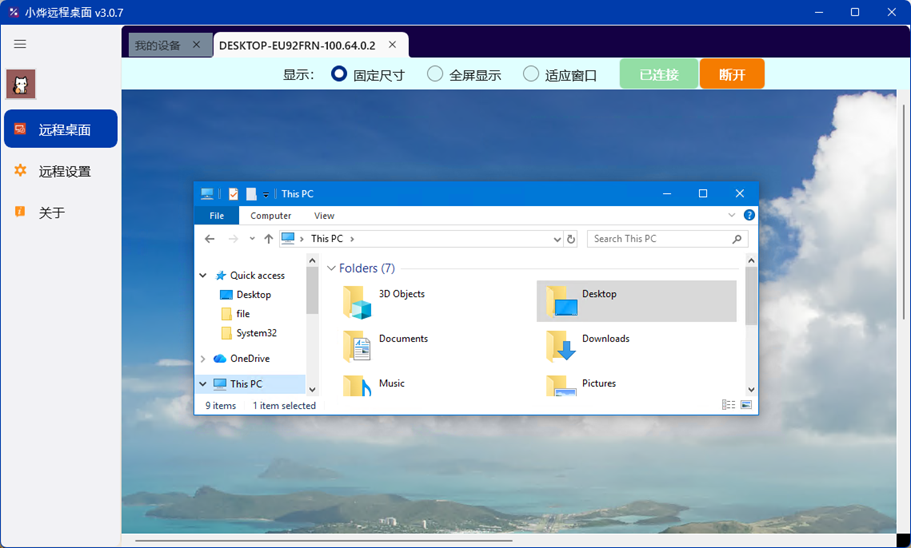 小烨远程桌面 v3.0.7
我的设备
DESKTOP-EU92FRN-100.64.0.2
显示：
固定尺寸
全屏显示
适应窗口
已连接
断开
远程桌面
远程设置
关于
This PC
File
Computer
View
This PC
Search This PC
Quick access
Desktop
file
System32
OneDrive
This PC
Folders (7)
3D Objects
Desktop
Documents
Downloads
Music
Pictures
9 items
1 item selected